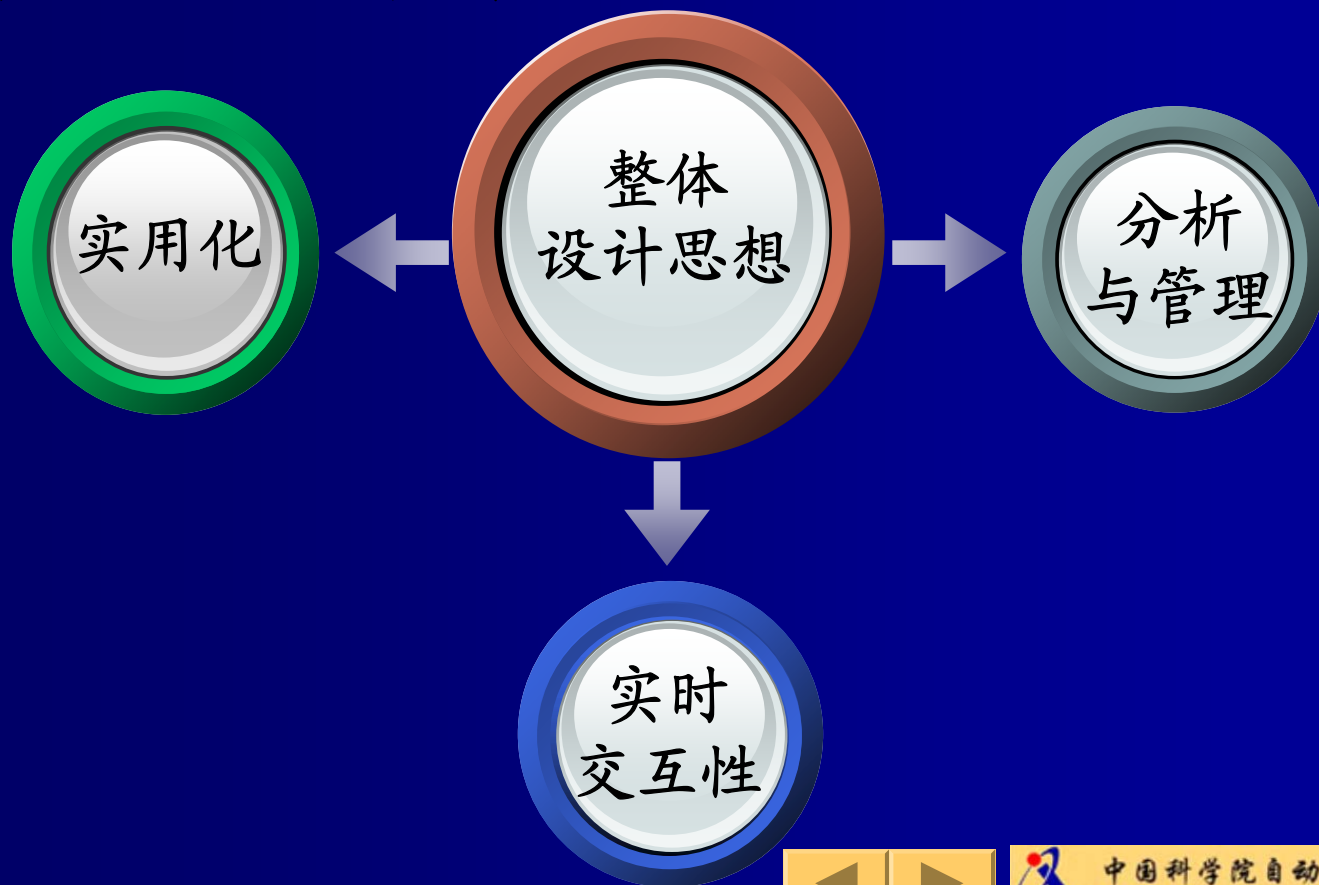 整体
设计思想
实用化
分析
与管理
实时
交互性
中国科学院自动